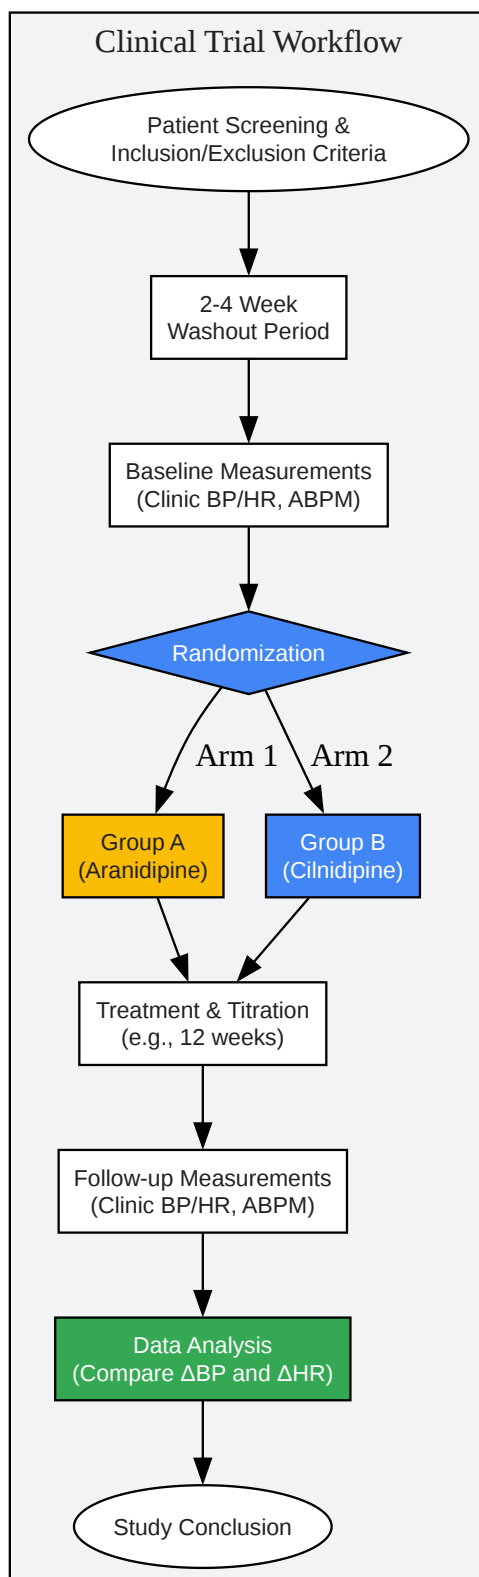 Clinical Trial Workflow
Patient Screening &
Inclusion/Exclusion Criteria
2-4 Week
Washout Period
Baseline Measurements
(Clinic BP/HR, ABPM)
Randomization
Arm 1
Arm 2
Group A
(Aranidipine)
Group B
(Cilnidipine)
Treatment & Titration
(e.g., 12 weeks)
Follow-up Measurements
(Clinic BP/HR, ABPM)
Data Analysis
(Compare ΔBP and ΔHR)
Study Conclusion